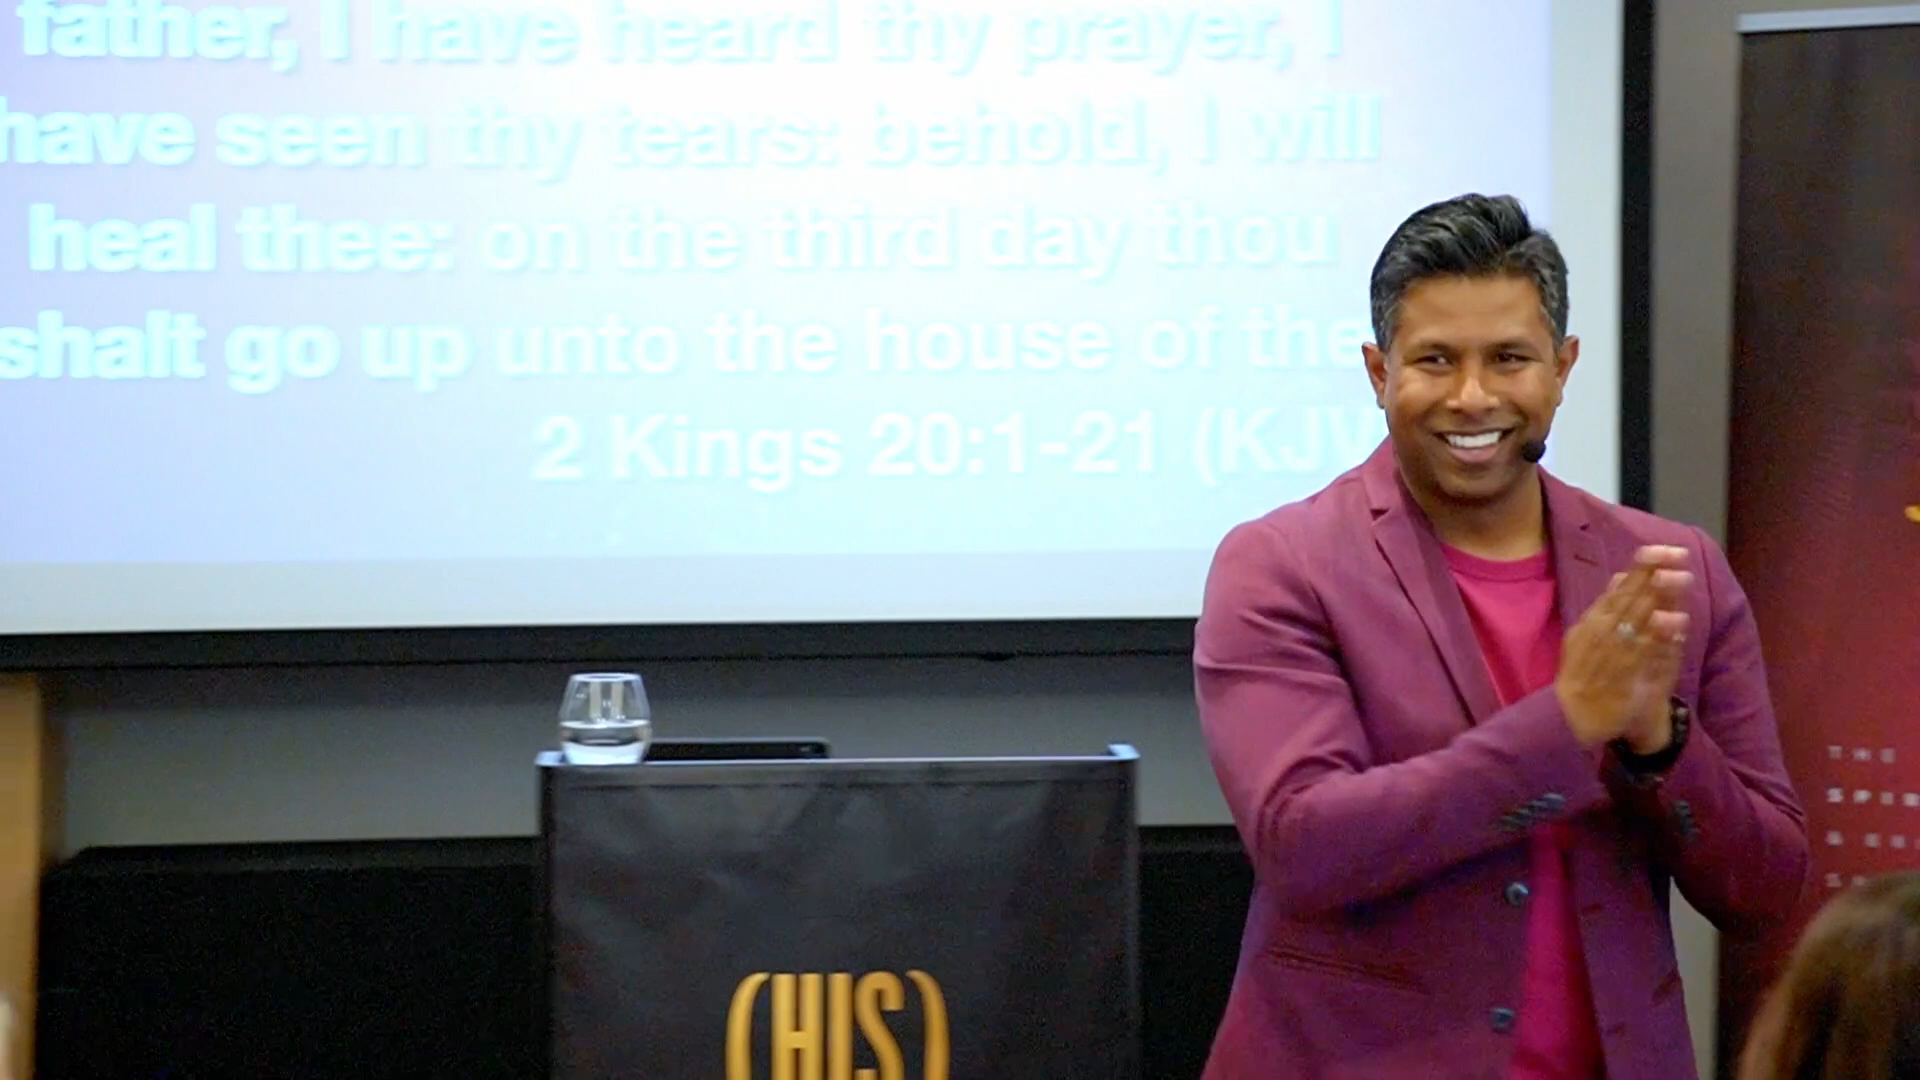 father, I have heard thy prayer, I
have seen thy tears: behold, I will
heal thee: on the third day thou
shalt go up unto the house of the
2 Kings 20:1-21 (KJV
(HIS)
THE